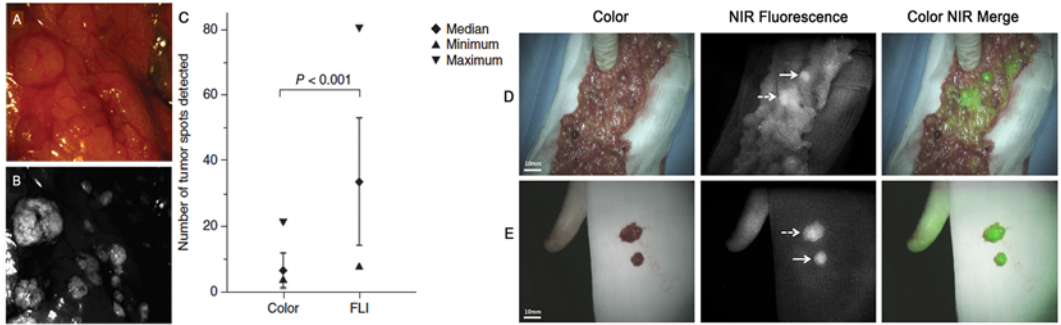 A
B
C
Number of tumor spots detected
80
60
40
20
0
P < 0.001
Median
Minimum
Maximum
Color
FLI
Color
NIR Fluorescence
Color NIR Merge
D
10mm
E
10mm